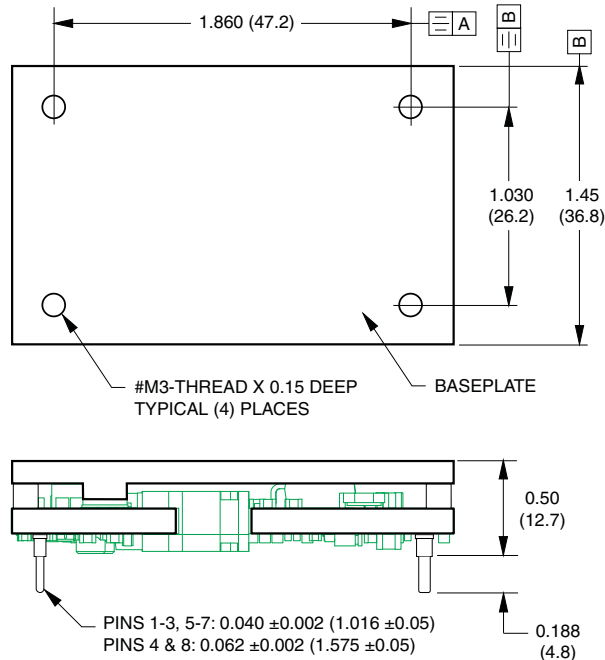 1.860 (47.2)
A
B
B
1.030
(26.2)
1.45
(36.8)
#M3-THREAD X 0.15 DEEP
TYPICAL (4) PLACES
BASEPLATE
0.50
(12.7)
PINS 1-3, 5-7: 0.040 ±0.002 (1.016 ±0.05)
PINS 4 & 8: 0.062 ±0.002 (1.575 ±0.05)
0.188
(4.8)